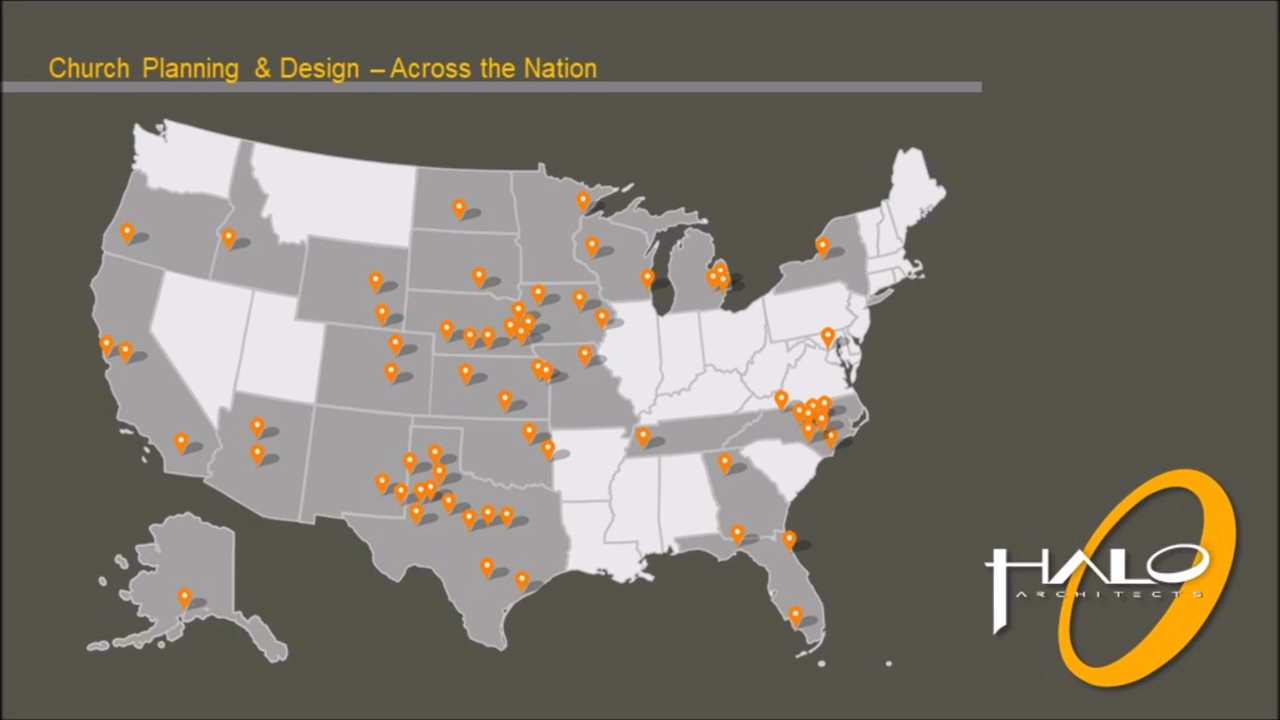 Church Planning & Design – Across the Nation
HALO
ARCHITECTS